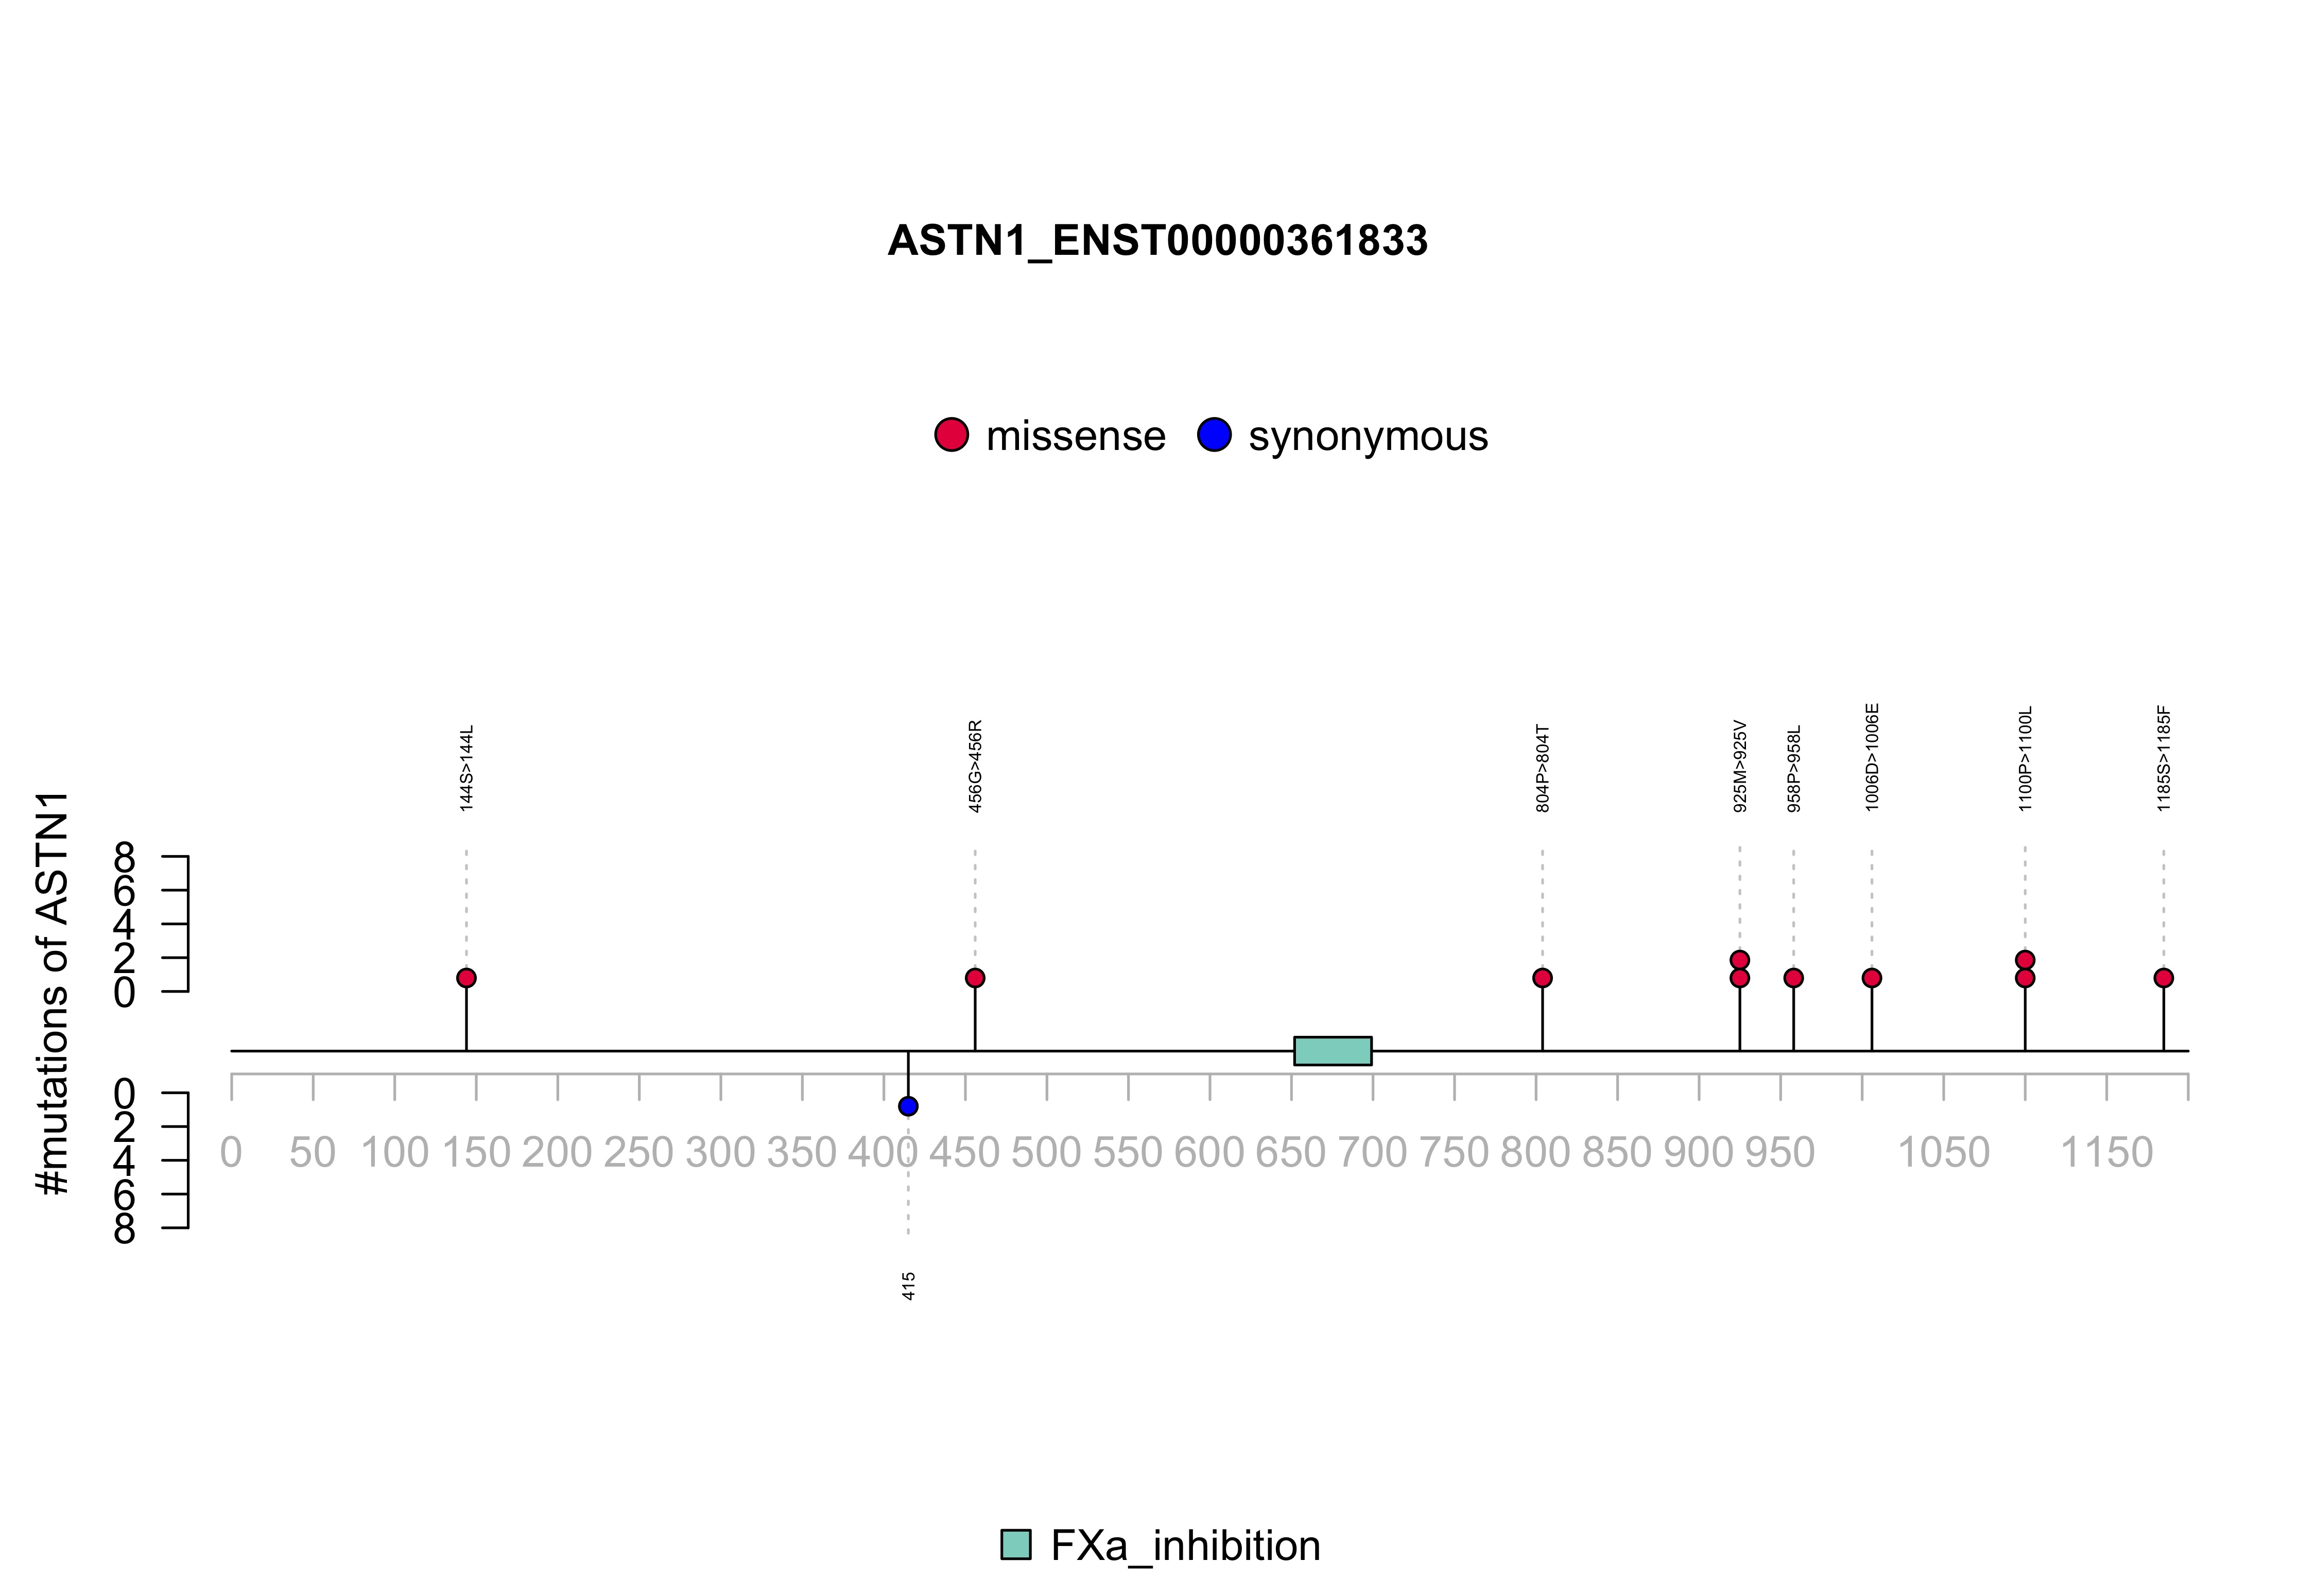 ASTN1_ENST00000361833
missense synonymous
144S>144L
456G>456R
804P>804T
925M>925V
958P>958L
1006D>1006E
1100P>1100L
1185S>1185F
#mutations of ASTN1
8
6
4
2
0
0
2
4
6
8
0 50 100 150 200 250 300 350 400 450 500 550 600 650 700 750 800 850 900 950 1050 1150
415
FXa_inhibition